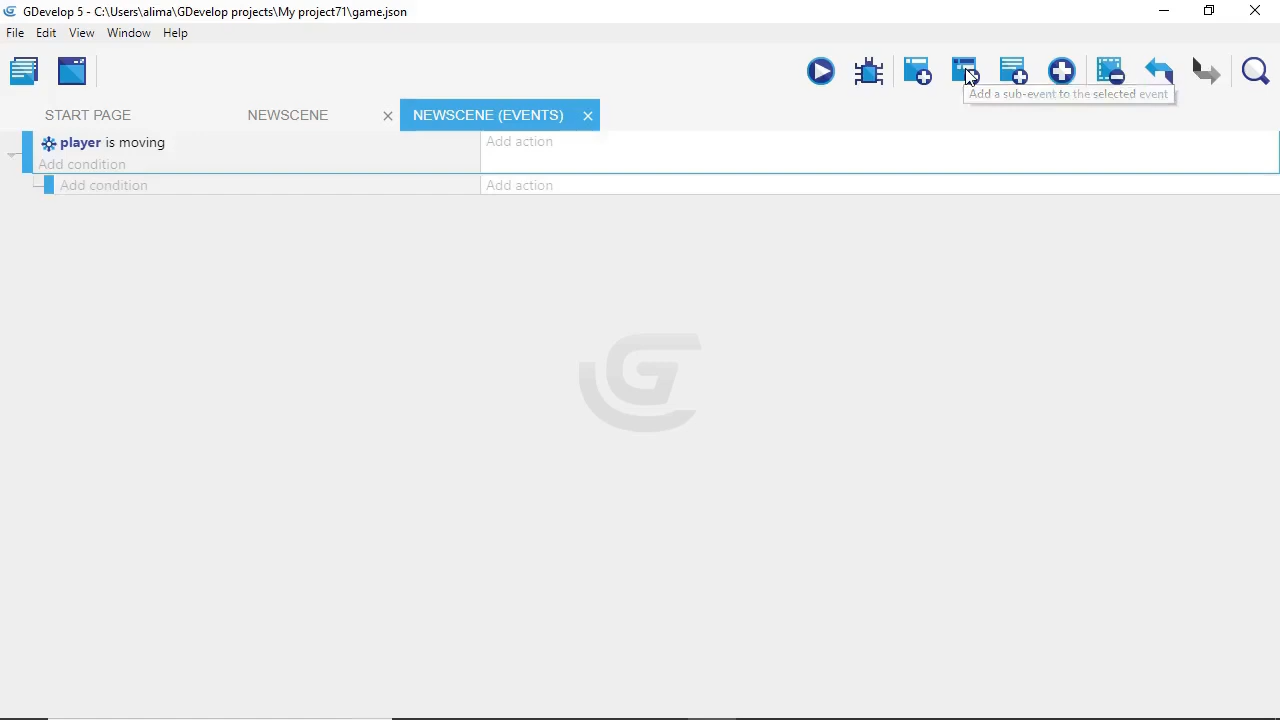 GDevelop 5 - C:\Users\alima\GDevelop projects\My project71\game.json
File Edit View Window Help
Add a sub-event to the selected event
START PAGE NEWSCENE NEWSCENE (EVENTS)
player is moving Add action
Add condition
Add condition Add action